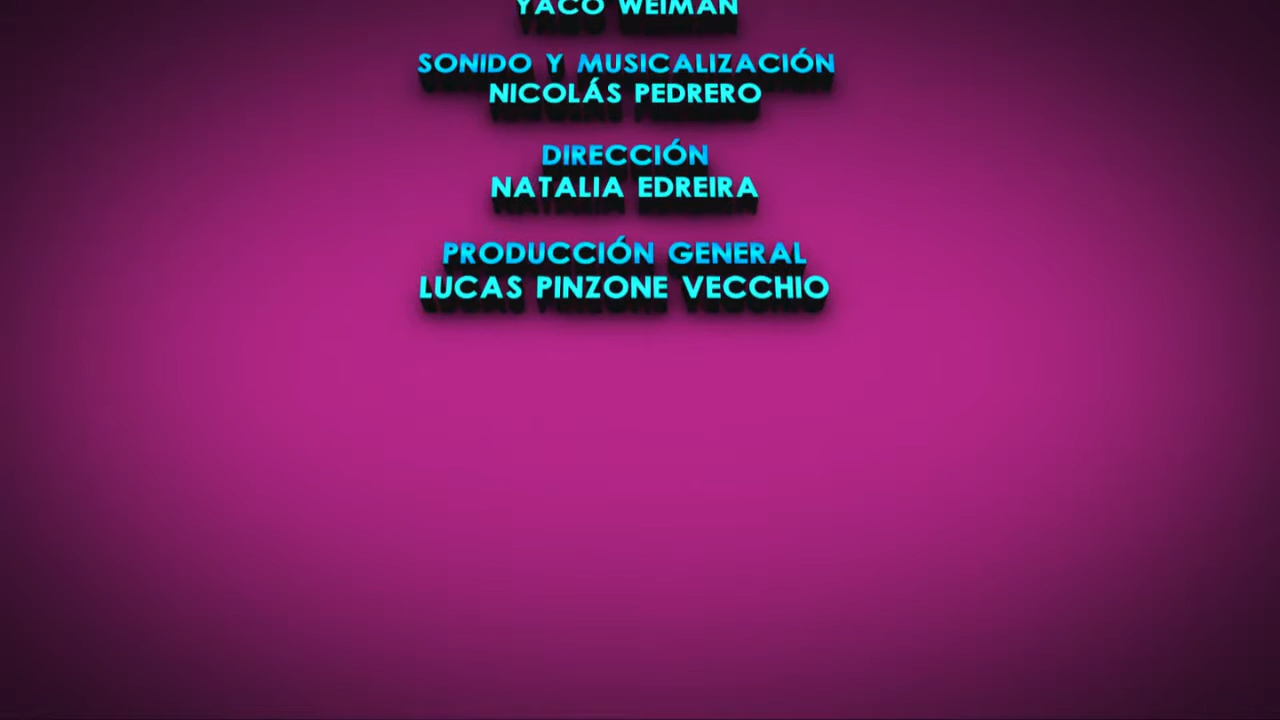 YACO WEIMAN
SONIDO Y MUSICALIZACIÓN
NICOLÁS PEDRERO
DIRECCIÓN
NATALIA EDREIRA
PRODUCCIÓN GENERAL
LUCAS PINZONE VECCHIO